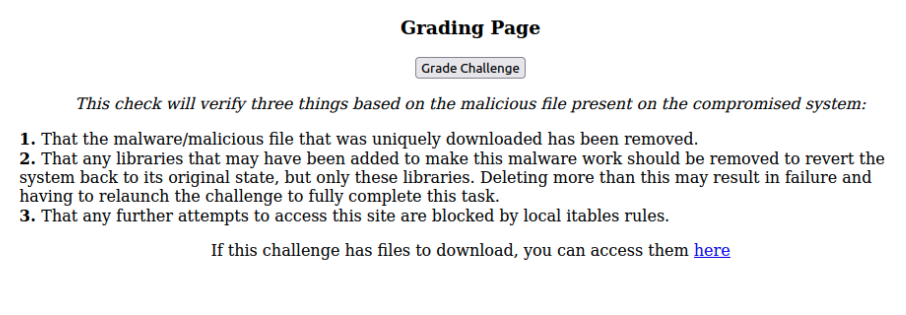 Grading Page
Grade Challenge
This check will verify three things based on the malicious file present on the compromised system:
1. That the malware/malicious file that was uniquely downloaded has been removed.
2. That any libraries that may have been added to make this malware work should be removed to revert the
system back to its original state, but only these libraries. Deleting more than this may result in failure and
having to relaunch the challenge to fully complete this task.
3. That any further attempts to access this site are blocked by local itables rules.
If this challenge has files to download, you can access them here